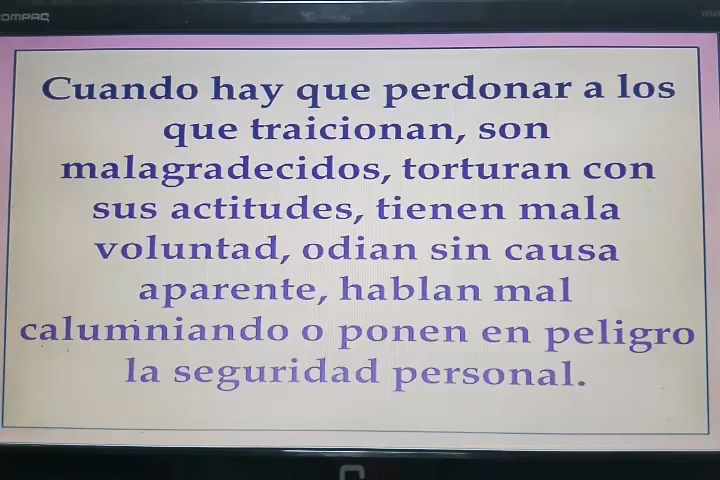 COMPAQ
Cuando hay que perdonar a los
que traicionan, son
malagradecidos, torturan con
sus actitudes, tienen mala
voluntad, odian sin causa
aparente, hablan mal
calumniando o ponen en peligro
la seguridad personal.